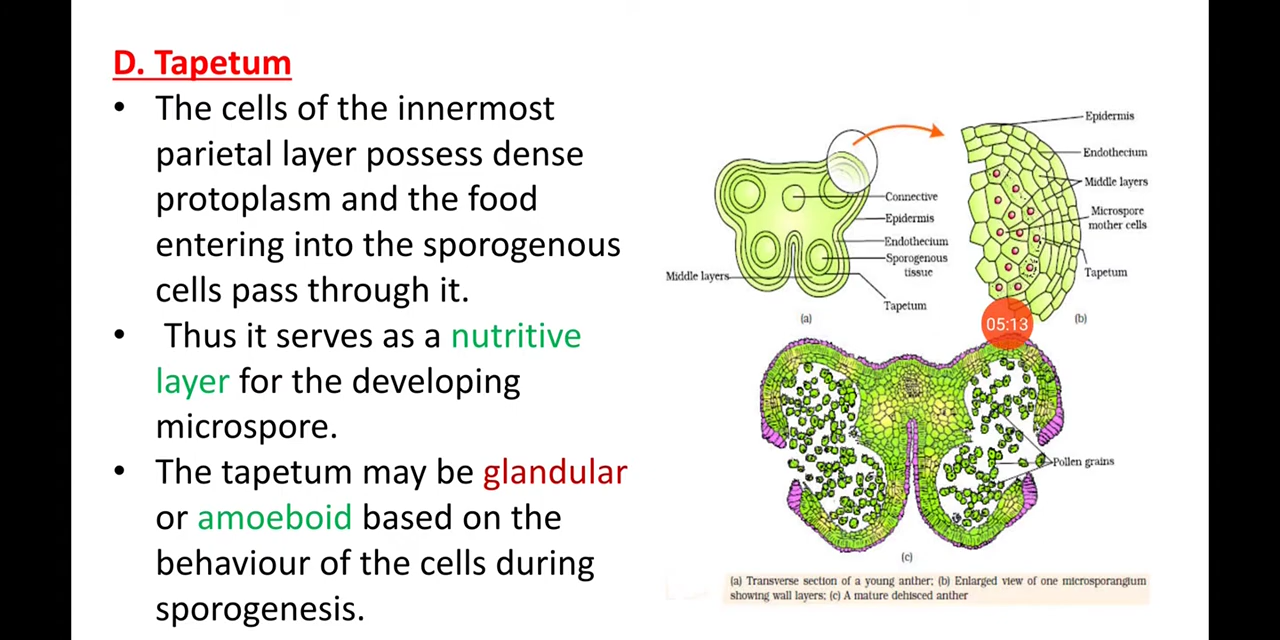 D. Tapetum
• The cells of the innermost
parietal layer possess dense
protoplasm and the food
entering into the sporogenous
cells pass through it.
• Thus it serves as a nutritive
layer for the developing
microspore.
• The tapetum may be glandular
or amoeboid based on the
behaviour of the cells during
sporogenesis.
Connective
Epidermis
Endothecium
Sporogenous
tissue
Middle layers
Tapetum
(a)
Epidermis
Endothecium
Middle layers
Microspore
mother cells
Tapetum
(b)
05:13
Pollen grains
(c)
(a) Transverse section of a young anther; (b) Enlarged view of one microsporangium
showing wall layers; (c) A mature dehisced anther